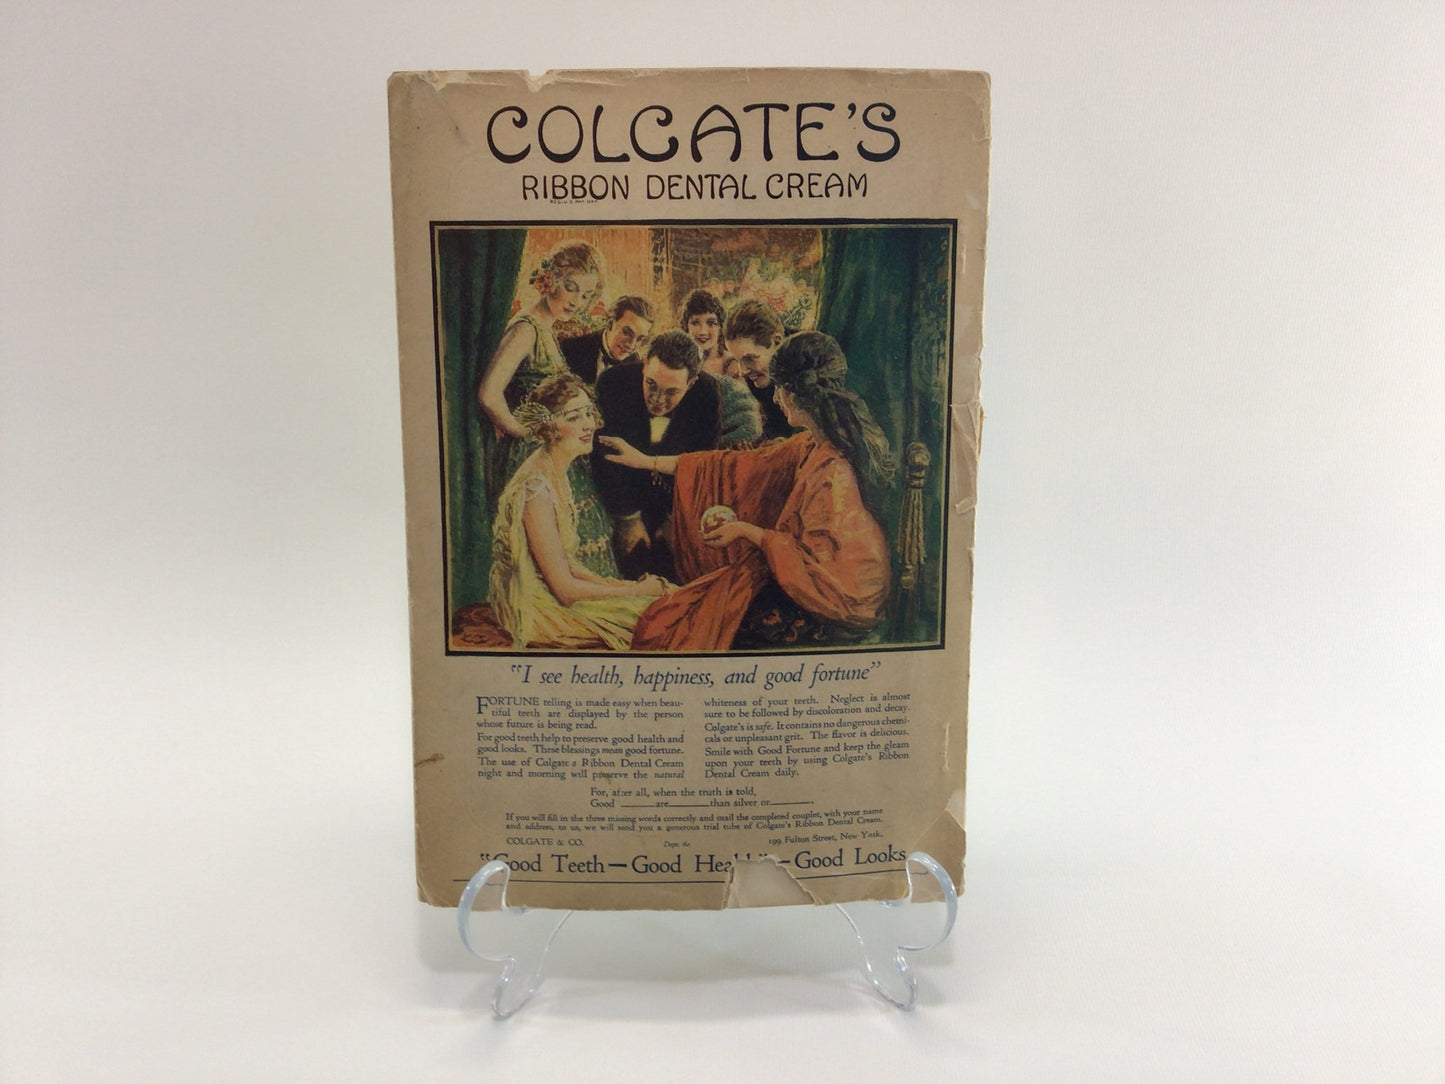 COLGATE'S
RIBBON DENTAL CREAM
REG. U.S. PAT. OFF.
"I see health, happiness, and good fortune"
FORTUNE telling is made easy when beau-
tiful teeth are displayed by the person
whose future is being read.
For good teeth help to preserve good health and
good looks. These blessings mean good fortune.
The use of Colgate s Ribbon Dental Cream
night and morning will preserve the natural
whiteness of your teeth. Neglect is almost
sure to be followed by discoloration and decay.
Colgate's is safe. It contains no dangerous chemi-
cals or unpleasant grit. The flavor is delicious.
Smile with Good Fortune and keep the gleam
upon your teeth by using Colgate's Ribbon
Dental Cream daily.
For, after all, when the truth is told,
Good ______are______than silver or______.
If you will fill in the three missing words correctly and mail the completed couplet, with your name
and address, to us, we will send you a generous trial tube of Colgate's Ribbon Dental Cream.
COLGATE & CO. Dept. 60 199 Fulton Street, New York.
"Good Teeth—Good Heal —Good Looks